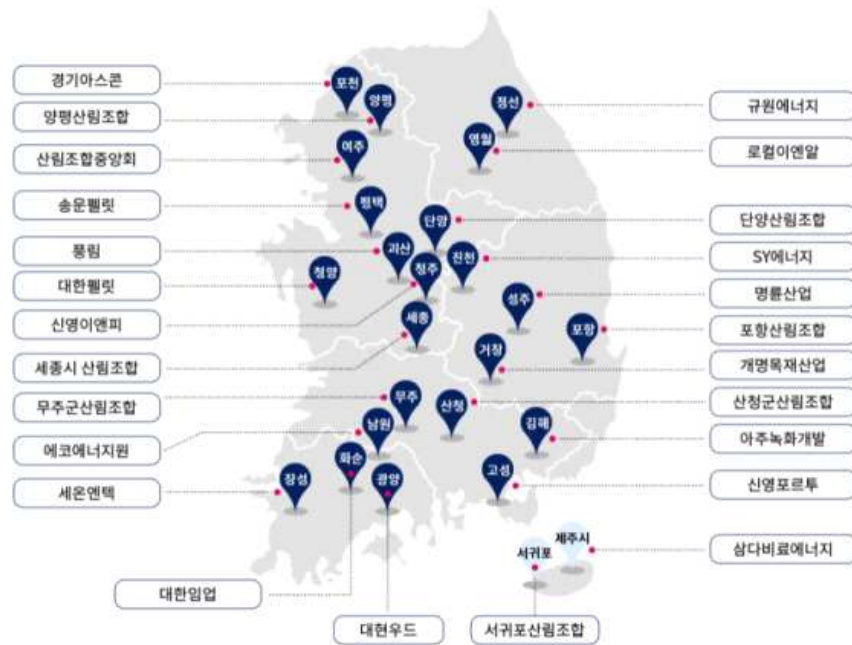 경기아스콘
양평산림조합
산림조합중앙회
송운펠릿
풍림
대한펠릿
신영이앤피
세종시 산림조합
무주군산림조합
에코에너지원
세온엔텍
대한임업
대현우드
서귀포산림조합
포천
양평
여주
평택
단양
괴산
청주
진천
청양
세종
정선
영월
성주
포항
거창
무주
산청
남원
김해
화순
장성
광양
고성
서귀포
제주시
규원에너지
로컬이엔알
단양산림조합
SY에너지
명륜산업
포항산림조합
개명목재산업
산청군산림조합
아주녹화개발
신영포르투
삼다비료에너지